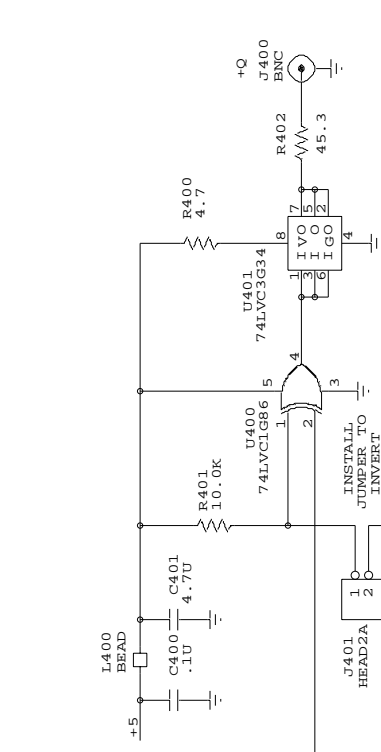 +Q
J400
BNC
R402
45.3
R400
4.7
7
5
2
8
I V O
I O
I G O
4
1
3
6
U401
74LVC3G34
4
5
3
U400
74LVC1G86
1
2
INSTALL
JUMPER TO
INVERT
R401
10.0K
C401
4.7U
1
2
J401
HEAD2A
L400
BEAD
C400
.1U
+5